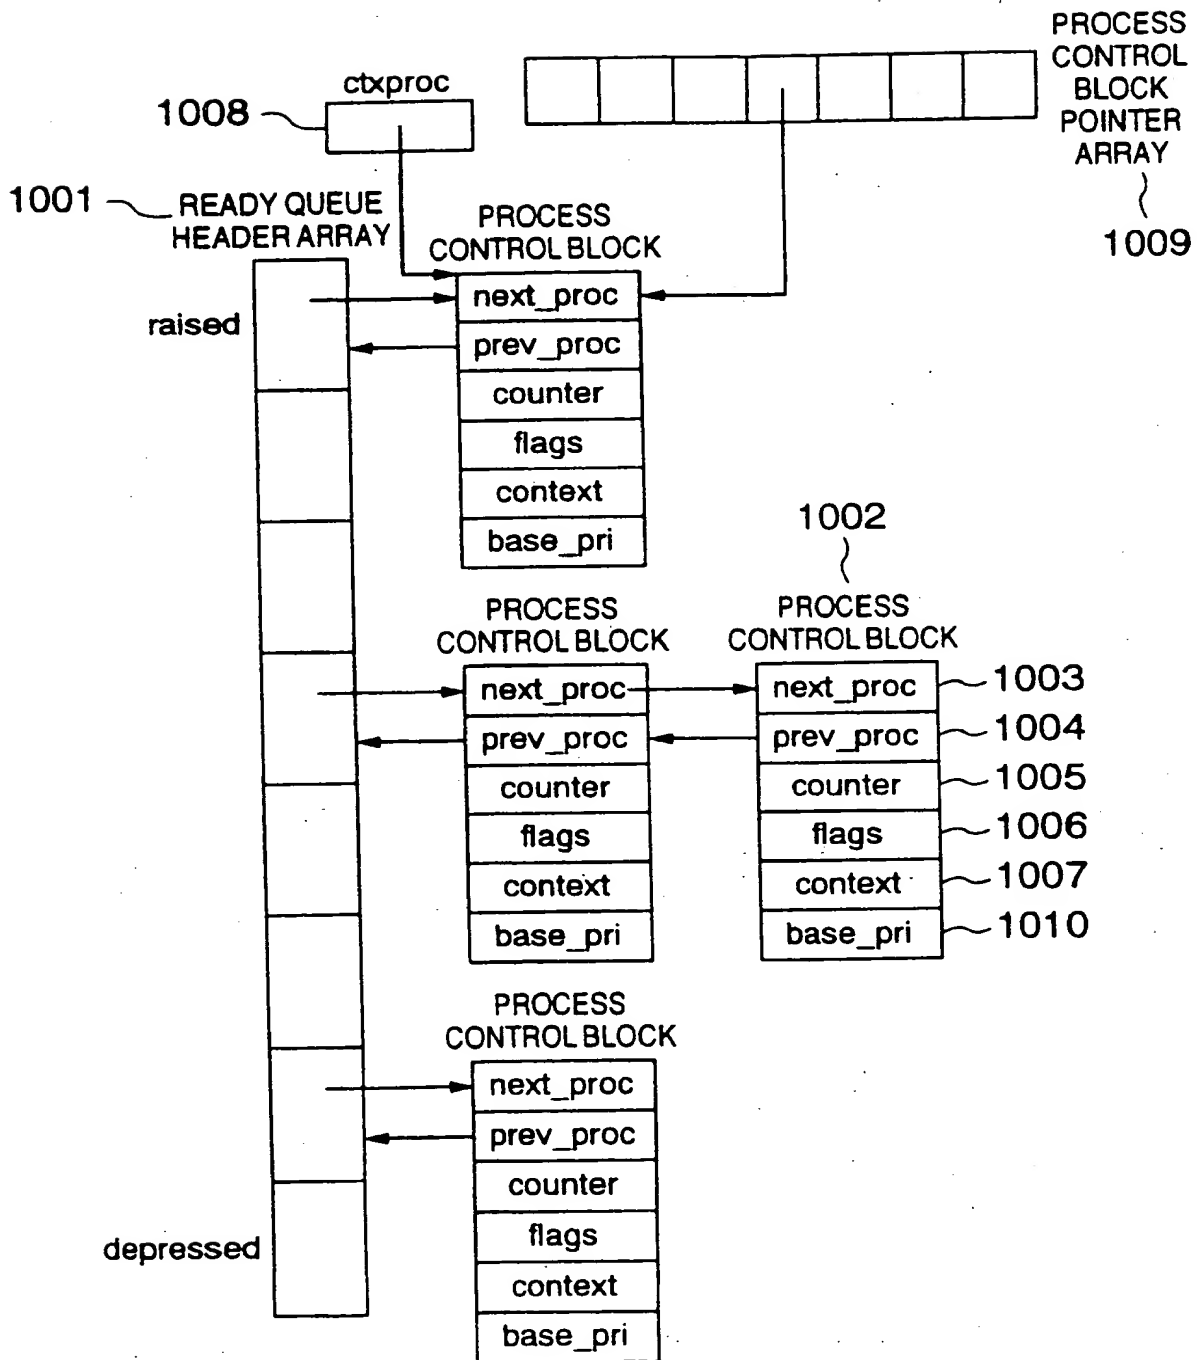 PROCESS
CONTROL
BLOCK
POINTER
ARRAY
1009
ctxproc
1008
1001
READY QUEUE
HEADER ARRAY
PROCESS
CONTROL BLOCK
raised
next_proc
prev_proc
counter
flags
context
base_pri
1002
PROCESS
CONTROL BLOCK
PROCESS
CONTROL BLOCK
next_proc
next_proc
1003
prev_proc
prev_proc
1004
counter
counter
1005
flags
flags
1006
context
context
1007
base_pri
base_pri
1010
PROCESS
CONTROL BLOCK
next_proc
prev_proc
counter
flags
depressed
context
base_pri